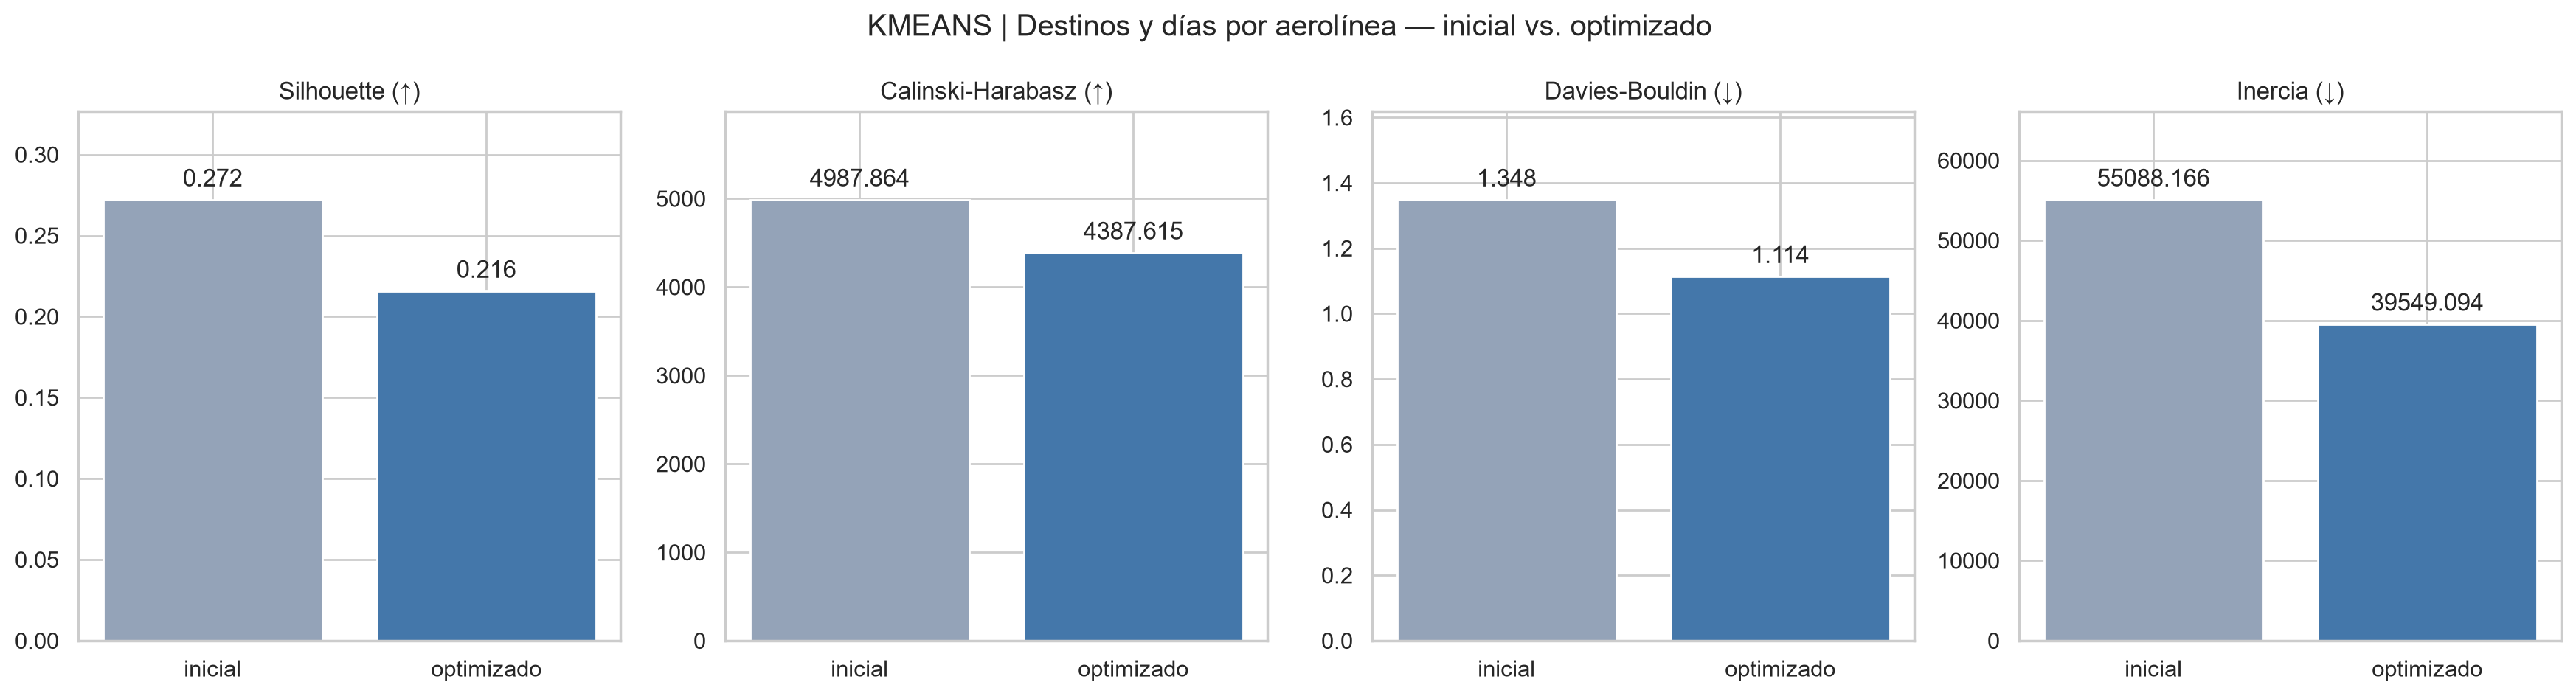 KMEANS | Destinos y días por aerolínea — inicial vs. optimizado
Silhouette (↑)
0.30
0.25
0.20
0.15
0.10
0.05
0.00
0.272
0.216
inicial
optimizado
Calinski-Harabasz (↑)
5000
4000
3000
2000
1000
0
4987.864
4387.615
inicial
optimizado
Davies-Bouldin (↓)
1.6
1.4
1.2
1.0
0.8
0.6
0.4
0.2
0.0
1.348
1.114
inicial
optimizado
Inercia (↓)
60000
50000
40000
30000
20000
10000
0
55088.166
39549.094
inicial
optimizado